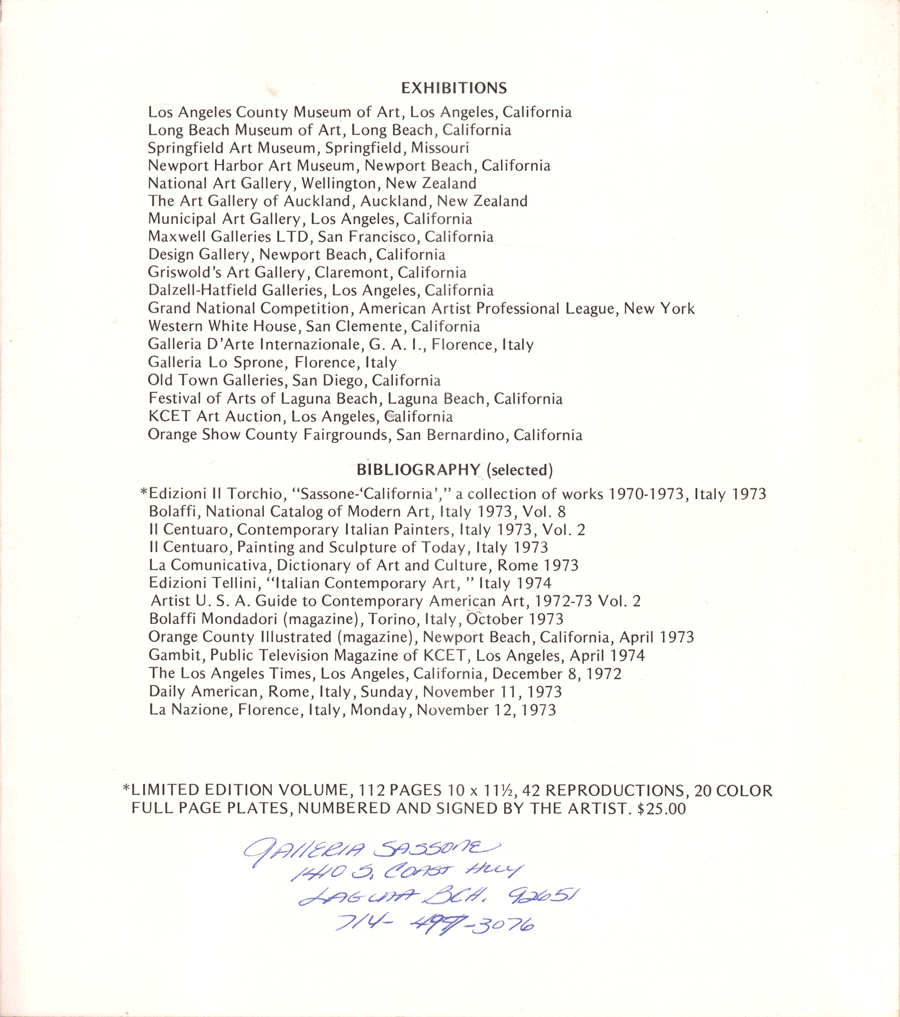 EXHIBITIONS
Los Angeles County Museum of Art, Los Angeles, California
Long Beach Museum of Art, Long Beach, California
Springfield Art Museum, Springfield, Missouri
Newport Harbor Art Museum, Newport Beach, California
National Art Gallery, Wellington, New Zealand
The Art Gallery of Auckland, Auckland, New Zealand
Municipal Art Gallery, Los Angeles, California
Maxwell Galleries LTD, San Francisco, California
Design Gallery, Newport Beach, California
Griswold's Art Gallery, Claremont, California
Dalzell-Hatfield Galleries, Los Angeles, California
Grand National Competition, American Artist Professional League, New York
Western White House, San Clemente, California
Galleria D'Arte Internazionale, G. A. I., Florence, Italy
Galleria Lo Sprone, Florence, Italy
Old Town Galleries, San Diego, California
Festival of Arts of Laguna Beach, Laguna Beach, California
KCET Art Auction, Los Angeles, California
Orange Show County Fairgrounds, San Bernardino, California
BIBLIOGRAPHY (selected)
*Edizioni Il Torchio, "Sassone-'California'," a collection of works 1970-1973, Italy 1973
Bolaffi, National Catalog of Modern Art, Italy 1973, Vol. 8
Il Centuaro, Contemporary Italian Painters, Italy 1973, Vol. 2
Il Centuaro, Painting and Sculpture of Today, Italy 1973
La Comunicativa, Dictionary of Art and Culture, Rome 1973
Edizioni Tellini, "Italian Contemporary Art, " Italy 1974
Artist U. S. A. Guide to Contemporary American Art, 1972-73 Vol. 2
Bolaffi Mondadori (magazine), Torino, Italy, October 1973
Orange County Illustrated (magazine), Newport Beach, California, April 1973
Gambit, Public Television Magazine of KCET, Los Angeles, April 1974
The Los Angeles Times, Los Angeles, California, December 8, 1972
Daily American, Rome, Italy, Sunday, November 11, 1973
La Nazione, Florence, Italy, Monday, November 12, 1973
*LIMITED EDITION VOLUME, 112 PAGES 10 x 11½, 42 REPRODUCTIONS, 20 COLOR
FULL PAGE PLATES, NUMBERED AND SIGNED BY THE ARTIST. $25.00
GALLERIA SASSONE
1410 S. COAST HWY
LAGUNA BCH. 92651
714- 497-3076